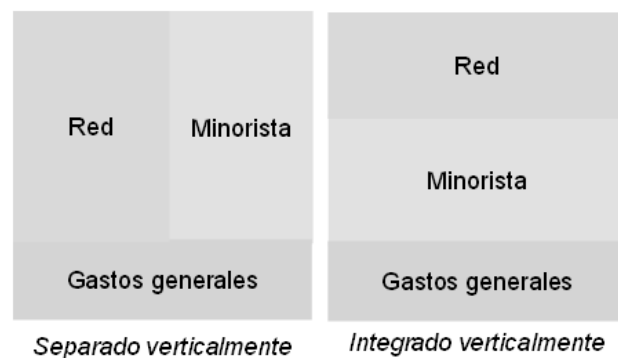 Red
Minorista
Gastos generales
Separado verticalmente
Red
Minorista
Gastos generales
Integrado verticalmente